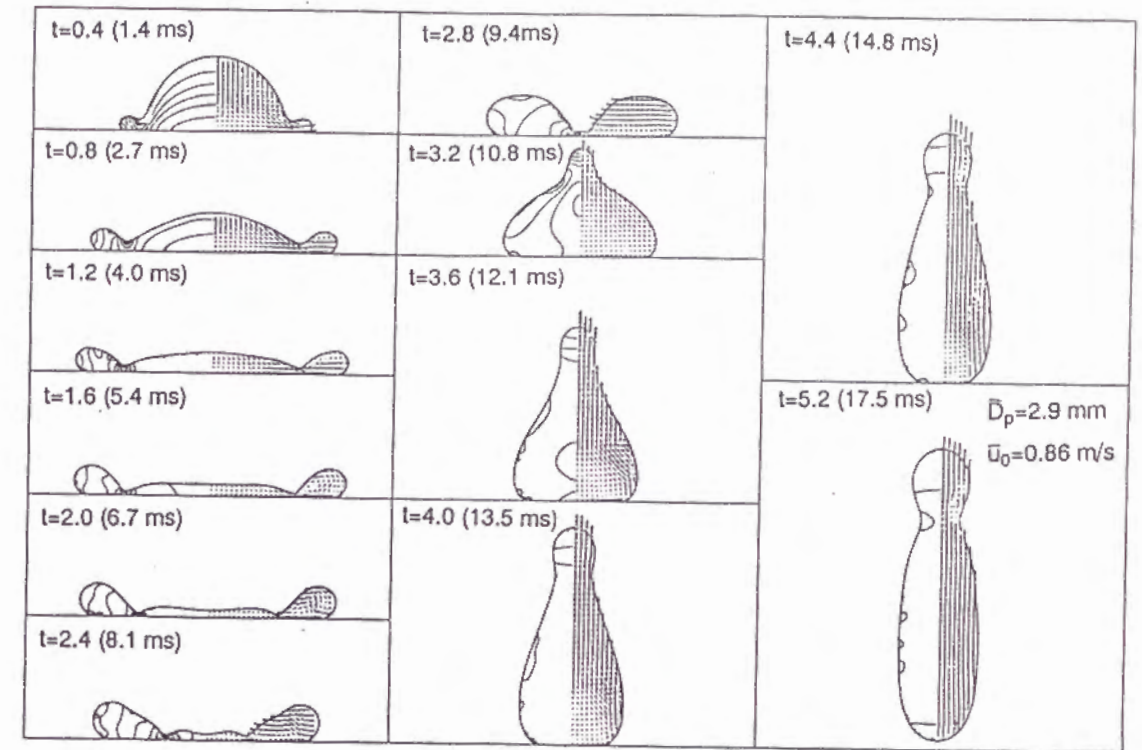 t=0.4 (1.4 ms)
t=0.8 (2.7 ms)
t=1.2 (4.0 ms)
t=1.6 (5.4 ms)
t=2.0 (6.7 ms)
t=2.4 (8.1 ms)
t=2.8 (9.4ms)
t=3.2 (10.8 ms)
t=3.6 (12.1 ms)
t=4.0 (13.5 ms)
t=4.4 (14.8 ms)
t=5.2 (17.5 ms)
D̄ₚ=2.9 mm
ū₀=0.86 m/s